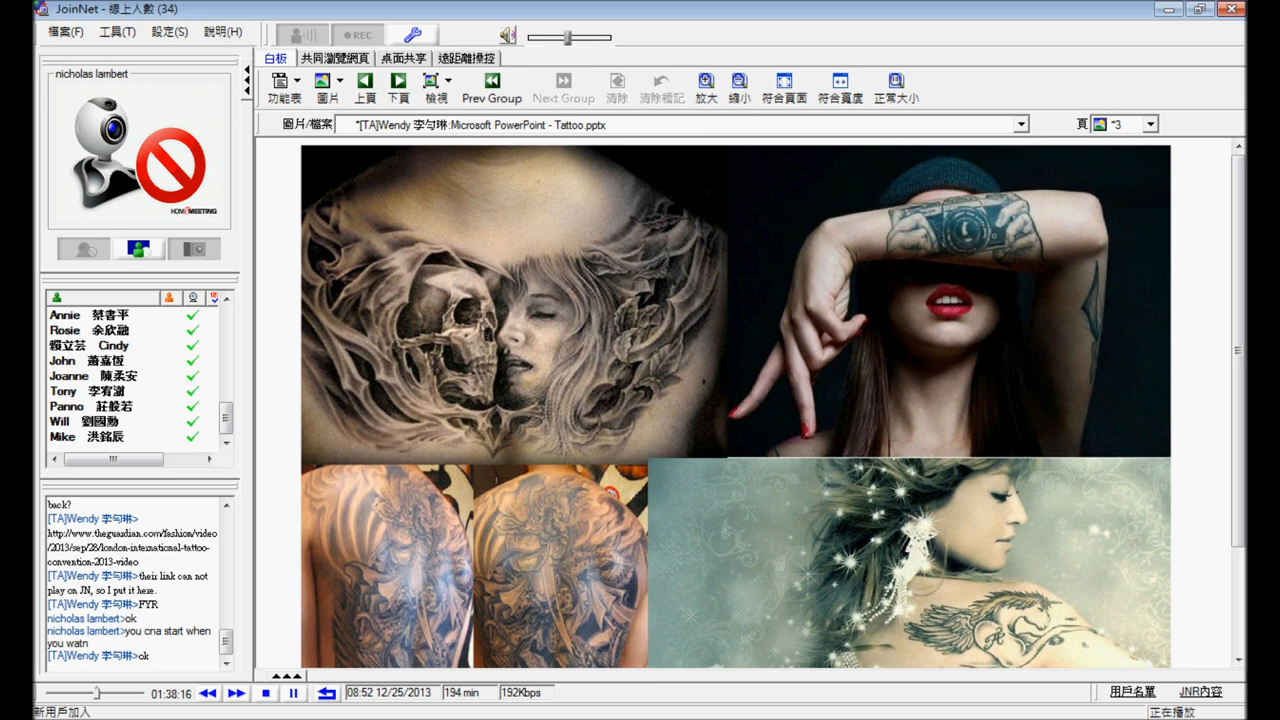 JoinNet - 線上人數 (34)
檔案(F) 工具(T) 設定(S) 說明(H)
REC
nicholas lambert
HOMEMEETING
白板 共同瀏覽網頁 桌面共享 遠距離操控
功能表 圖片 上頁 下頁 檢視 Prev Group Next Group 清除 清除標記 放大 縮小 符合頁面 符合寬度 正常大小
圖片/檔案 *[TA]Wendy 李勻琳:Microsoft PowerPoint - Tattoo.pptx 頁 *3
Annie 蔡書平
Rosie 余欣融
賴立芸 Cindy
John 蕭嘉恆
Joanne 陳柔安
Tony 李宥澍
Panno 莊般若
Will 劉國勳
Mike 洪銘辰
back?
[TA]Wendy 李勻琳>
http://www.theguardian.com/fashion/video
/2013/sep/28/london-international-tattoo-
convention-2013-video
[TA]Wendy 李勻琳>their link can not
play on JN, so I put it here.
[TA]Wendy 李勻琳>FYR
nicholas lambert>ok
nicholas lambert>you cna start when
you watn
[TA]Wendy 李勻琳>ok
01:38:16 08:52 12/25/2013 194 min 192Kbps 用戶名單 JNR內容
新用戶加入 正在播放